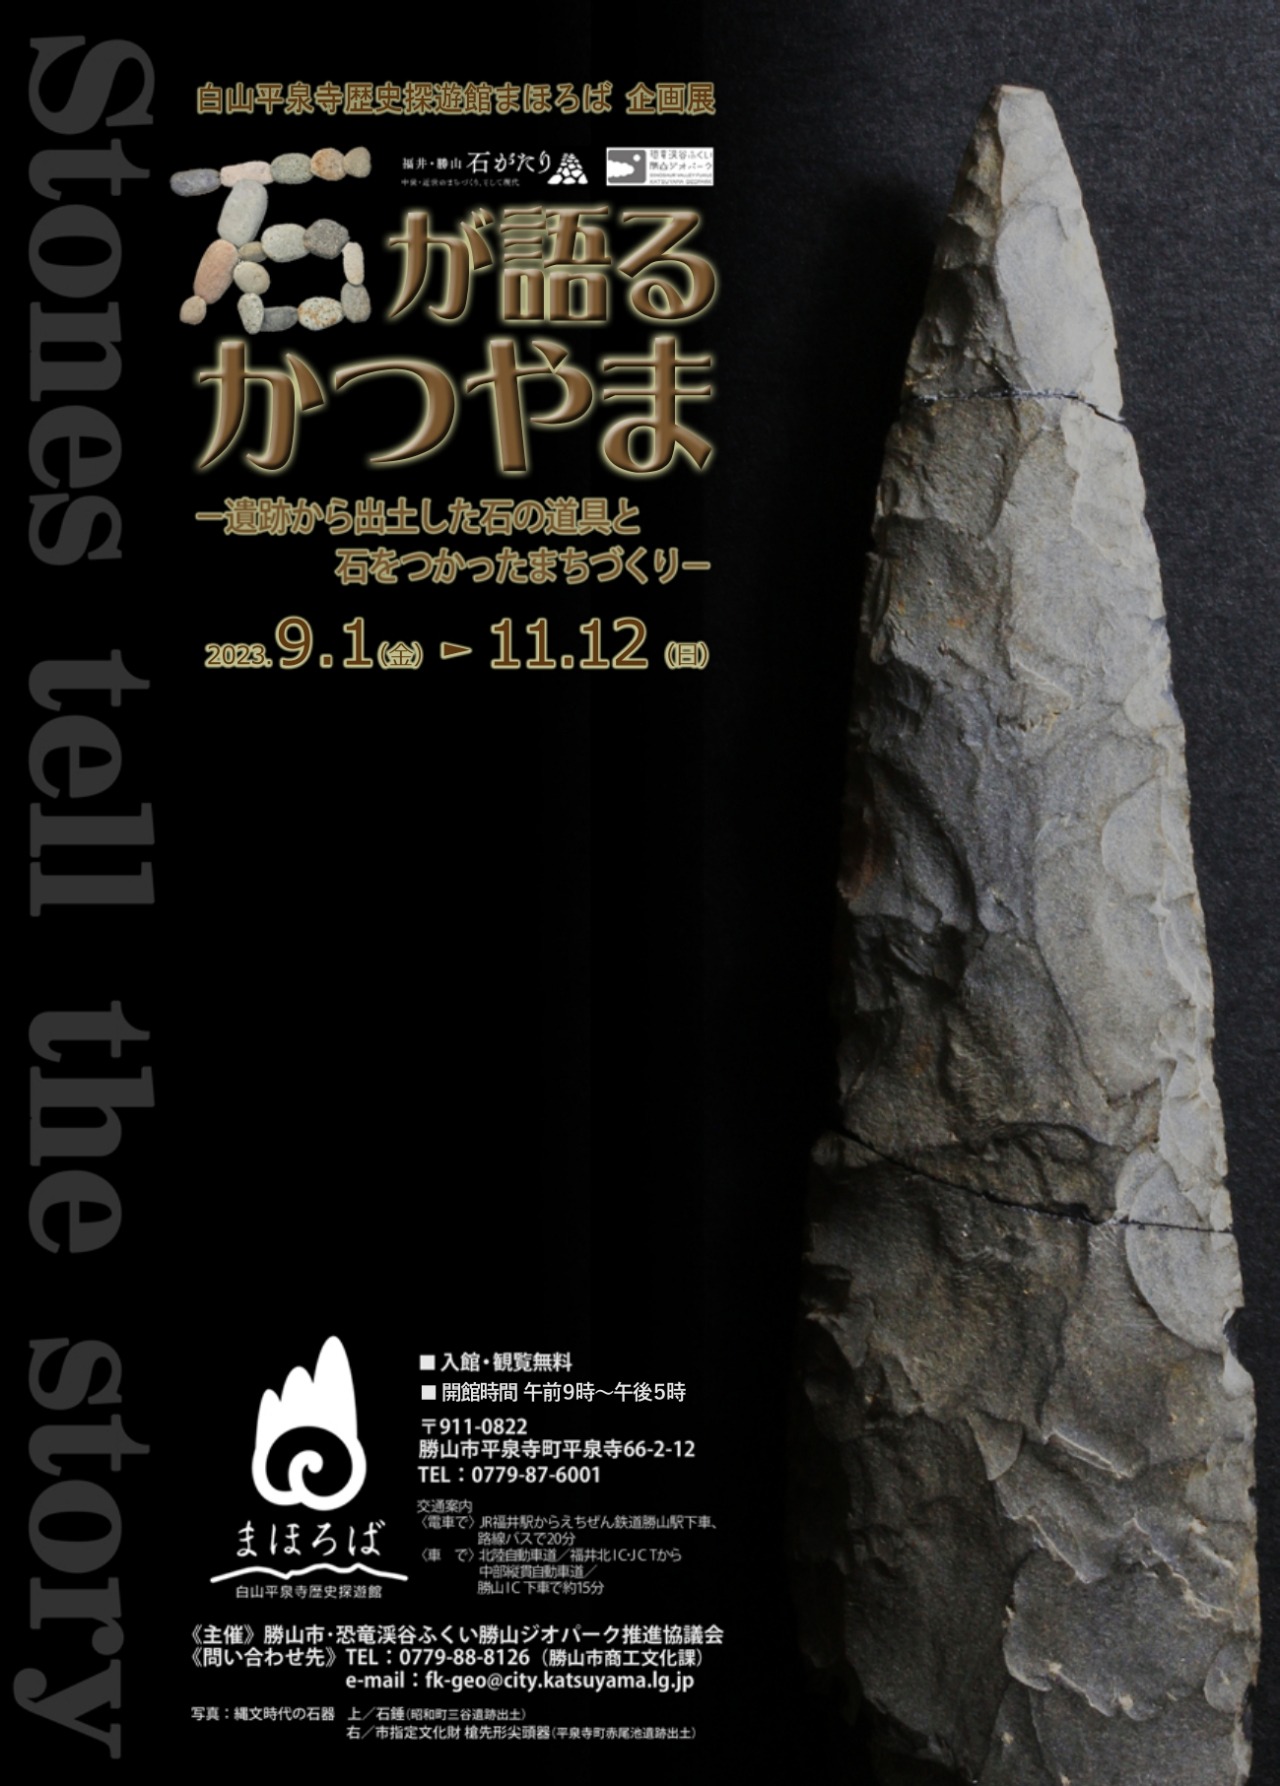 Stones tell the story
白山平泉寺歴史探遊館まほろば 企画展
福井・勝山 石がたり
中世・近世のまちづくり、そして現代
恐竜渓谷ふくい
勝山ジオパーク
石が語る
かつやま
ー遺跡から出土した石の道具と
石をつかったまちづくりー
2023.9.1(金) ► 11.12(日)
■入館・観覧無料
■開館時間 午前9時～午後5時
〒911-0822
勝山市平泉寺町平泉寺66-2-12
TEL：0779-87-6001
交通案内
〈電車で〉JR福井駅からえちぜん鉄道勝山駅下車、
路線バスで20分
〈車　で〉北陸自動車道／福井北IC・JCTから
中部縦貫自動車道／
勝山IC下車で約15分
まほろば
白山平泉寺歴史探遊館
《主催》勝山市・恐竜渓谷ふくい勝山ジオパーク推進協議会
《問い合わせ先》TEL：0779-88-8126（勝山市商工文化課）
e-mail：fk-geo@city.katsuyama.lg.jp
写真：縄文時代の石器　上／石錘（昭和町三谷遺跡出土）
右／市指定文化財 槍先形尖頭器（平泉寺町赤尾池遺跡出土）